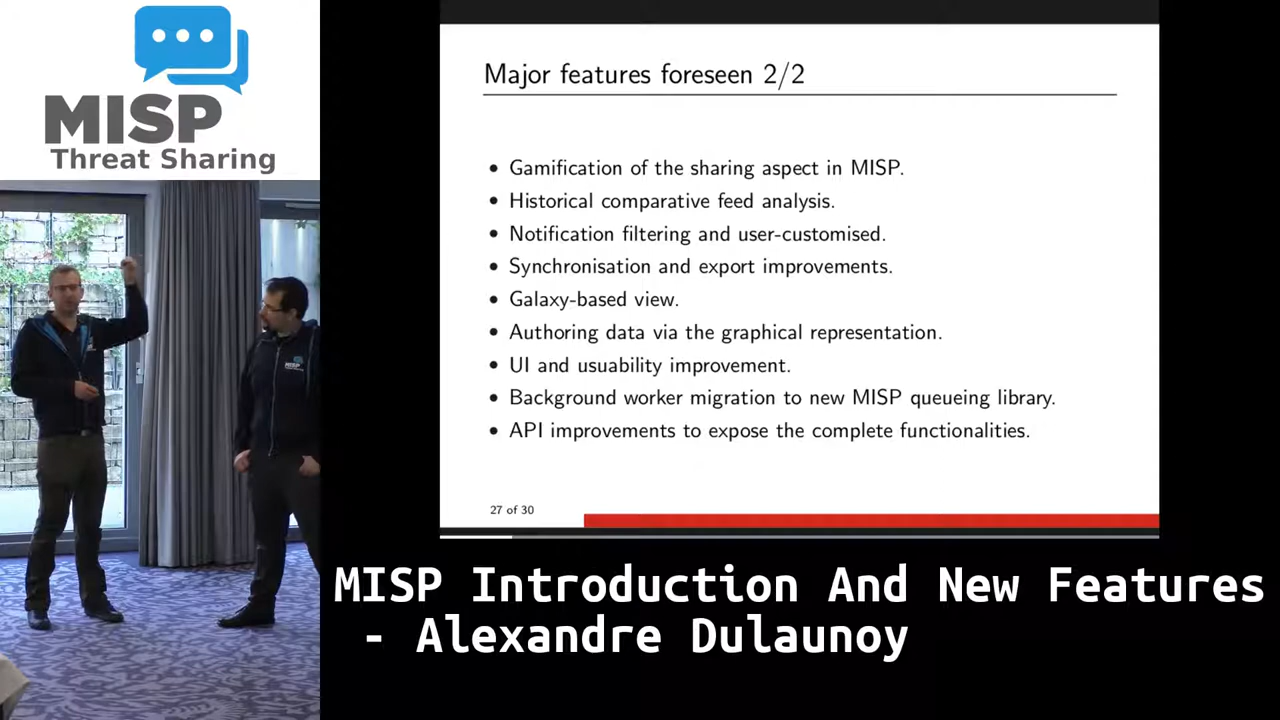 MISP
Threat Sharing
MISP
Major features foreseen 2/2
• Gamification of the sharing aspect in MISP.
• Historical comparative feed analysis.
• Notification filtering and user-customised.
• Synchronisation and export improvements.
• Galaxy-based view.
• Authoring data via the graphical representation.
• UI and usuability improvement.
• Background worker migration to new MISP queueing library.
• API improvements to expose the complete functionalities.
27 of 30
MISP Introduction And New Features
- Alexandre Dulaunoy